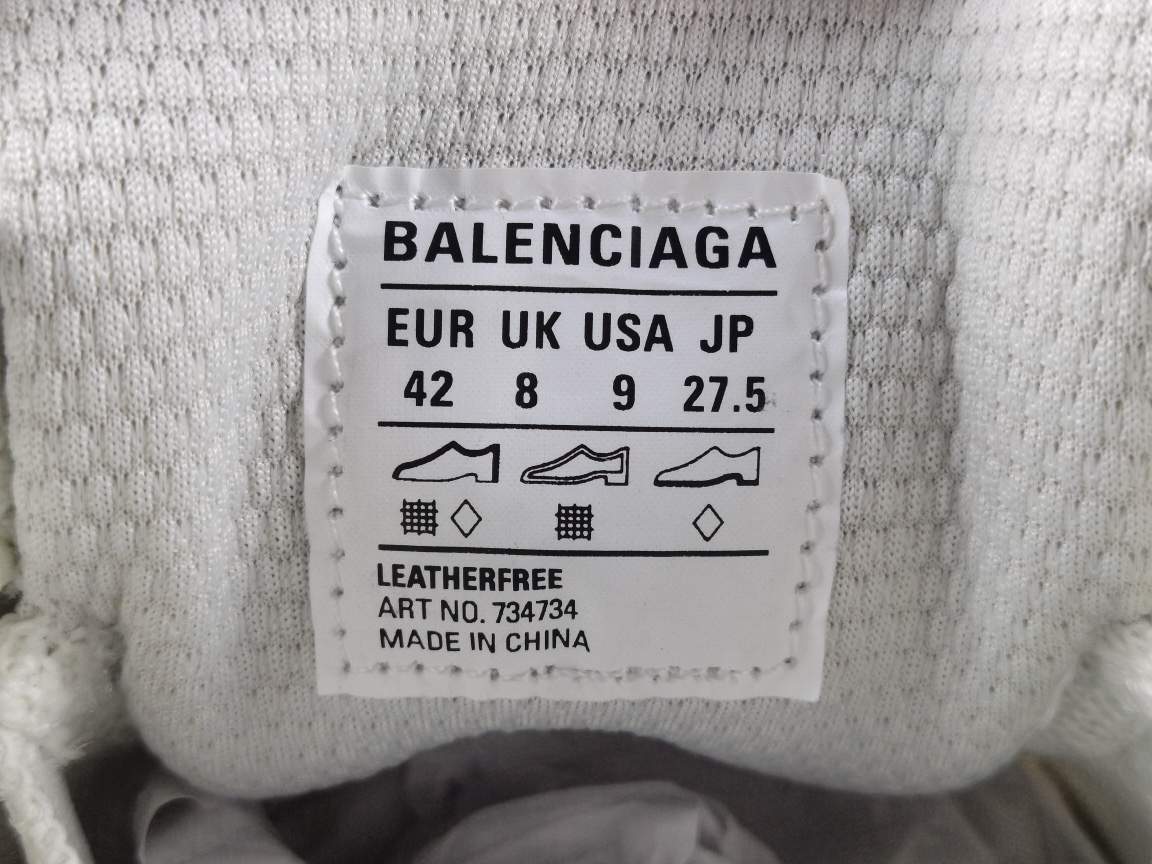 BALENCIAGA
EUR UK USA JP
42 8 9 27.5
LEATHERFREE
ART NO. 734734
MADE IN CHINA